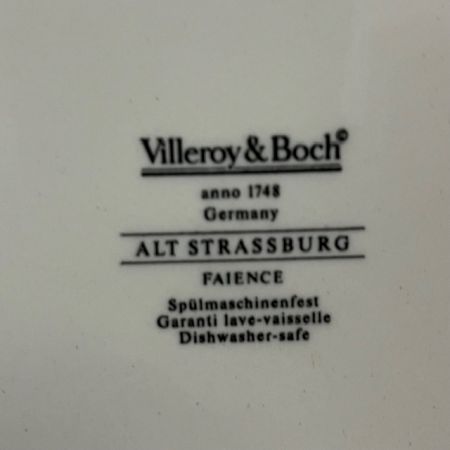 Villeroy & Boch©
anno 1748
Germany
ALT STRASSBURG
FAIENCE
Spülmaschinenfest
Garanti lave-vaisselle
Dishwasher-safe